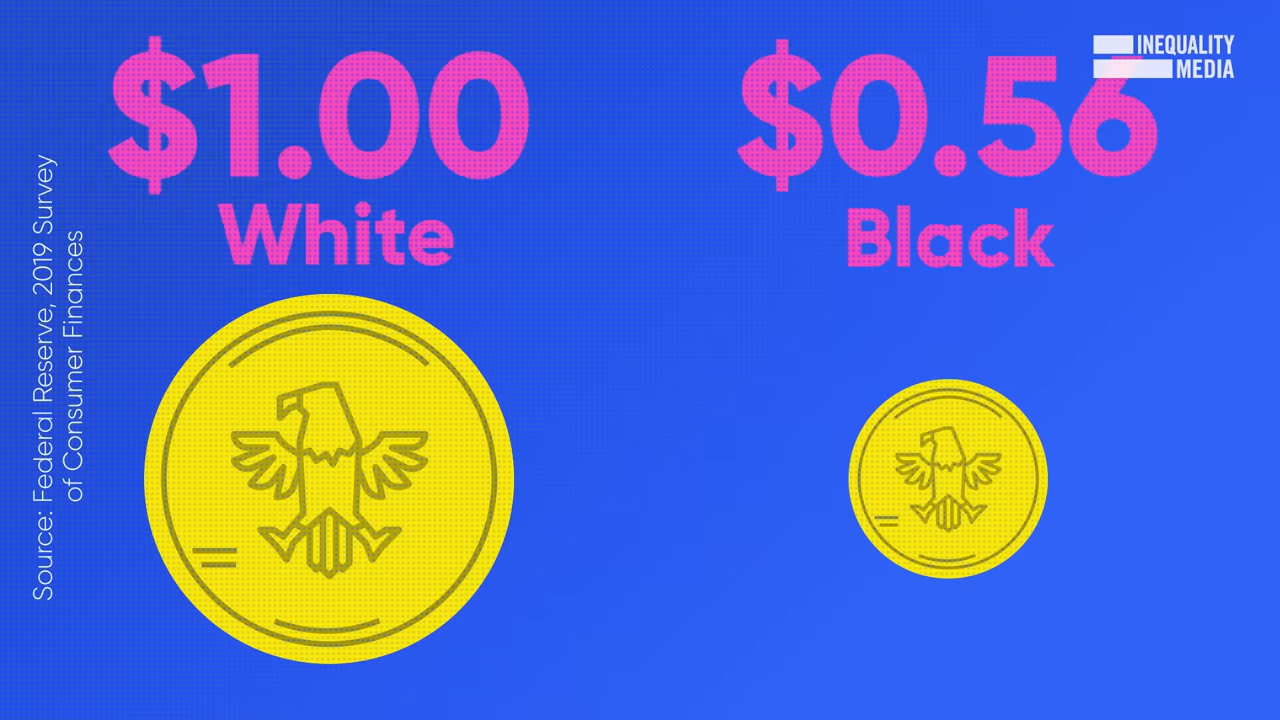 $1.00
White
$0.56
Black
INEQUALITY
MEDIA
Source: Federal Reserve, 2019 Survey
of Consumer Finances